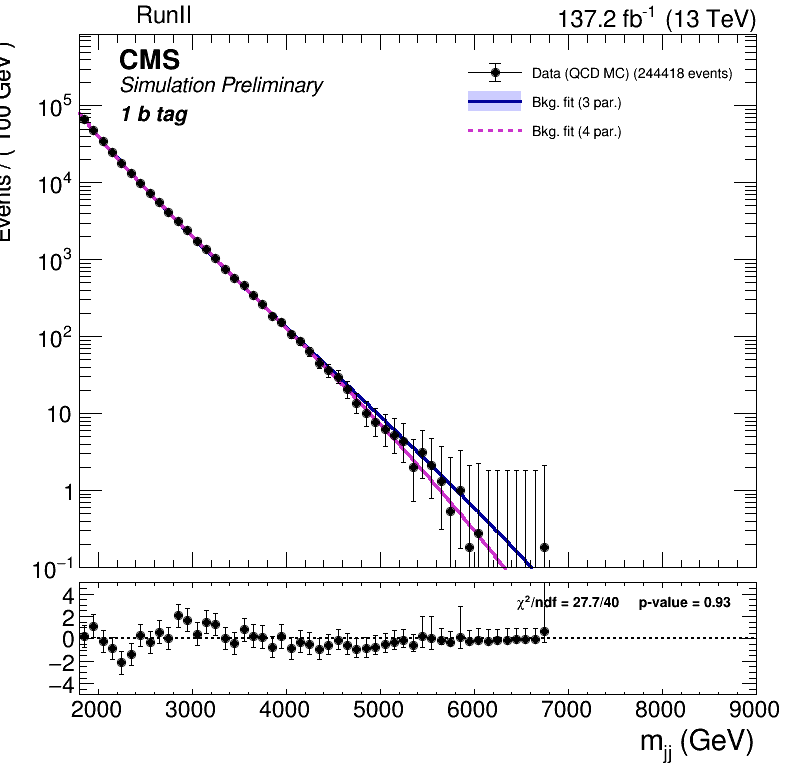 RunII 137.2 fb⁻¹ (13 TeV)
CMS
Simulation Preliminary
1 b tag
Data (QCD MC) (244418 events)
Bkg. fit (3 par.)
Bkg. fit (4 par.)
Events / ( 100 GeV )
10⁵
10⁴
10³
10²
10
1
10⁻¹
χ²/ndf = 27.7/40 p-value = 0.93
4
2
0
−2
−4
2000 3000 4000 5000 6000 7000 8000 9000
m_jj (GeV)